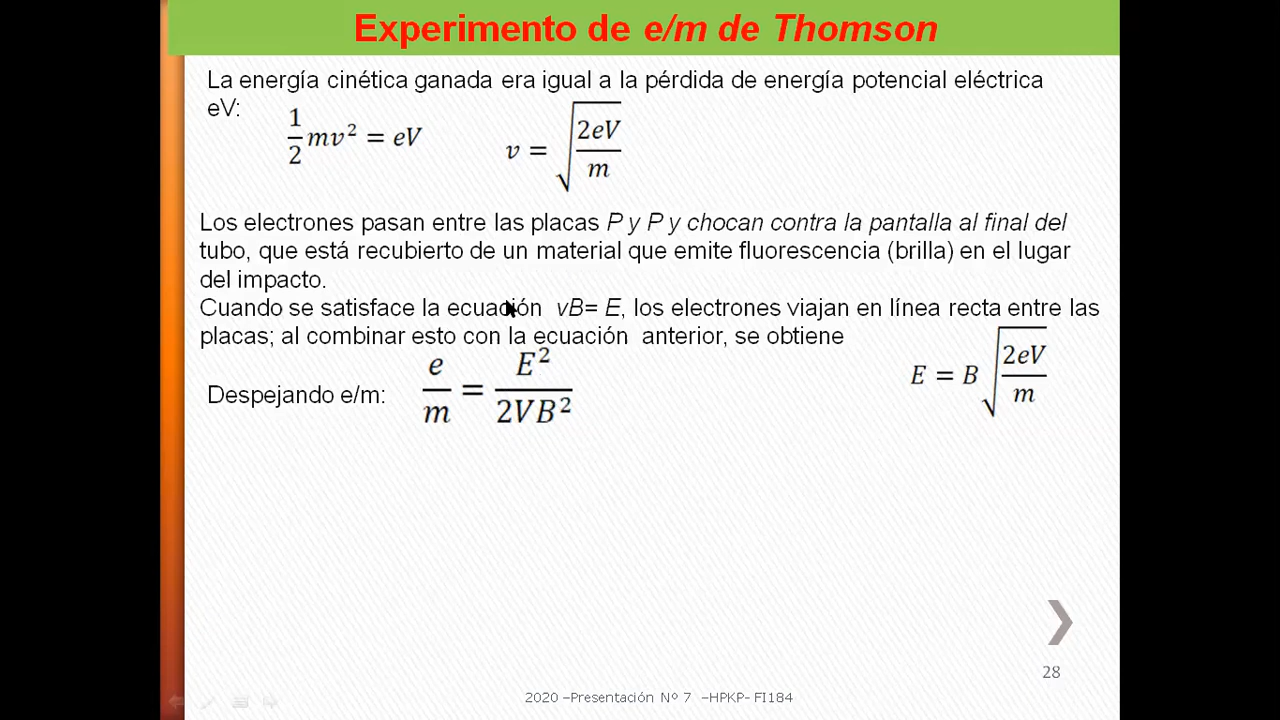 Experimento de e/m de Thomson
La energía cinética ganada era igual a la pérdida de energía potencial eléctrica
eV:
1/2 mv² = eV
v = √(2eV/m)
Los electrones pasan entre las placas P y P y chocan contra la pantalla al final del
tubo, que está recubierto de un material que emite fluorescencia (brilla) en el lugar
del impacto.
Cuando se satisface la ecuación vB= E, los electrones viajan en línea recta entre las
placas; al combinar esto con la ecuación anterior, se obtiene
E = B √(2eV/m)
Despejando e/m:
e/m = E²/2VB²
28
2020 –Presentación Nº 7 –HPKP- FI184